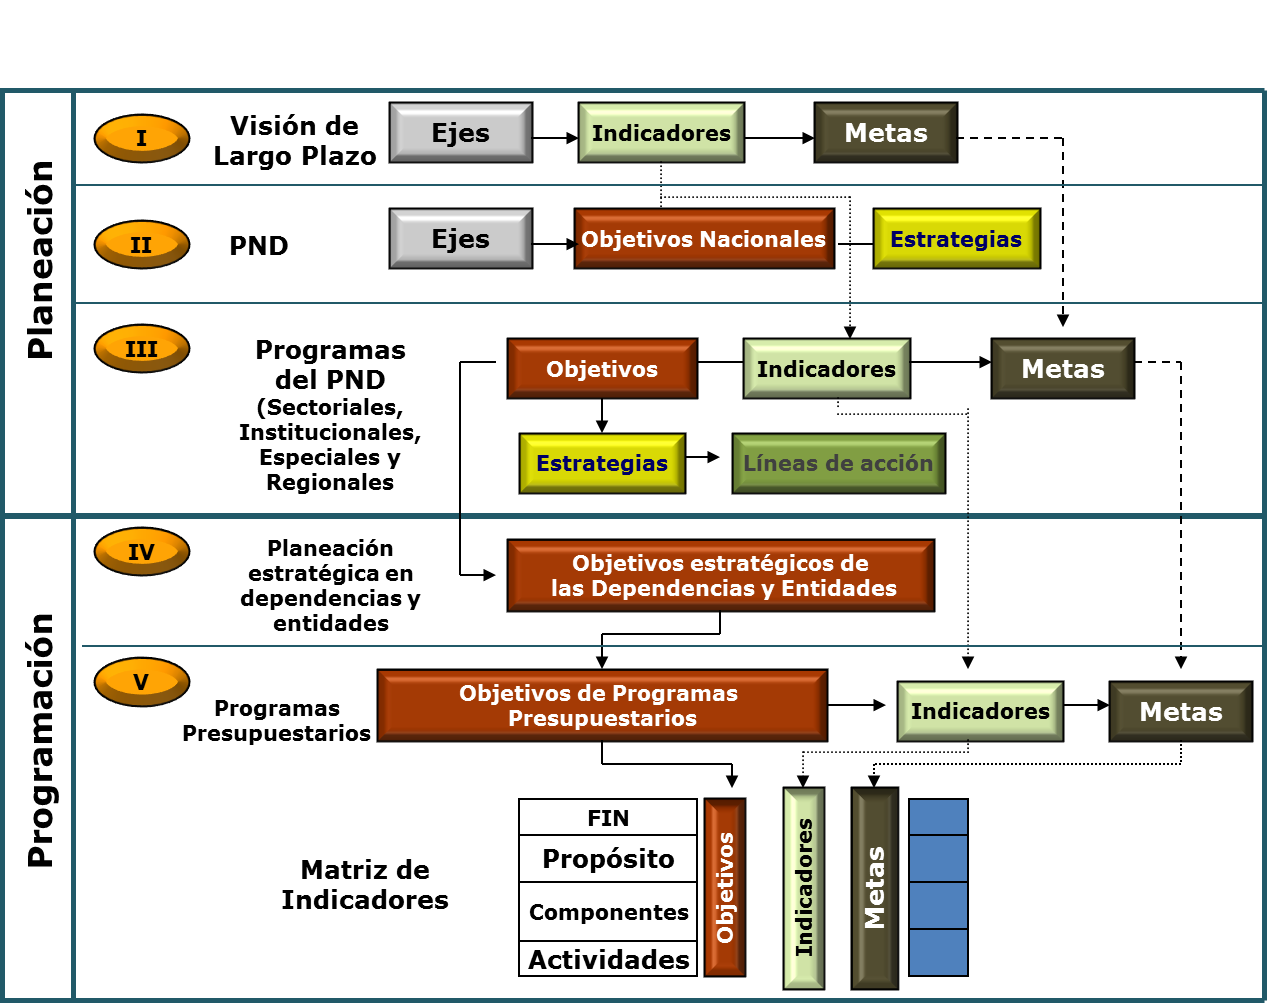 Planeación
I
Visión de
Largo Plazo
Ejes
Indicadores
Metas
II
PND
Ejes
Objetivos Nacionales
Estrategias
III
Programas
del PND
(Sectoriales,
Institucionales,
Especiales y
Regionales
Objetivos
Indicadores
Metas
Estrategias
Líneas de acción
Programación
IV
Planeación
estratégica en
dependencias y
entidades
Objetivos estratégicos de
las Dependencias y Entidades
V
Programas
Presupuestarios
Objetivos de Programas
Presupuestarios
Indicadores
Metas
Matriz de
Indicadores
FIN
Propósito
Componentes
Actividades
Objetivos
Indicadores
Metas